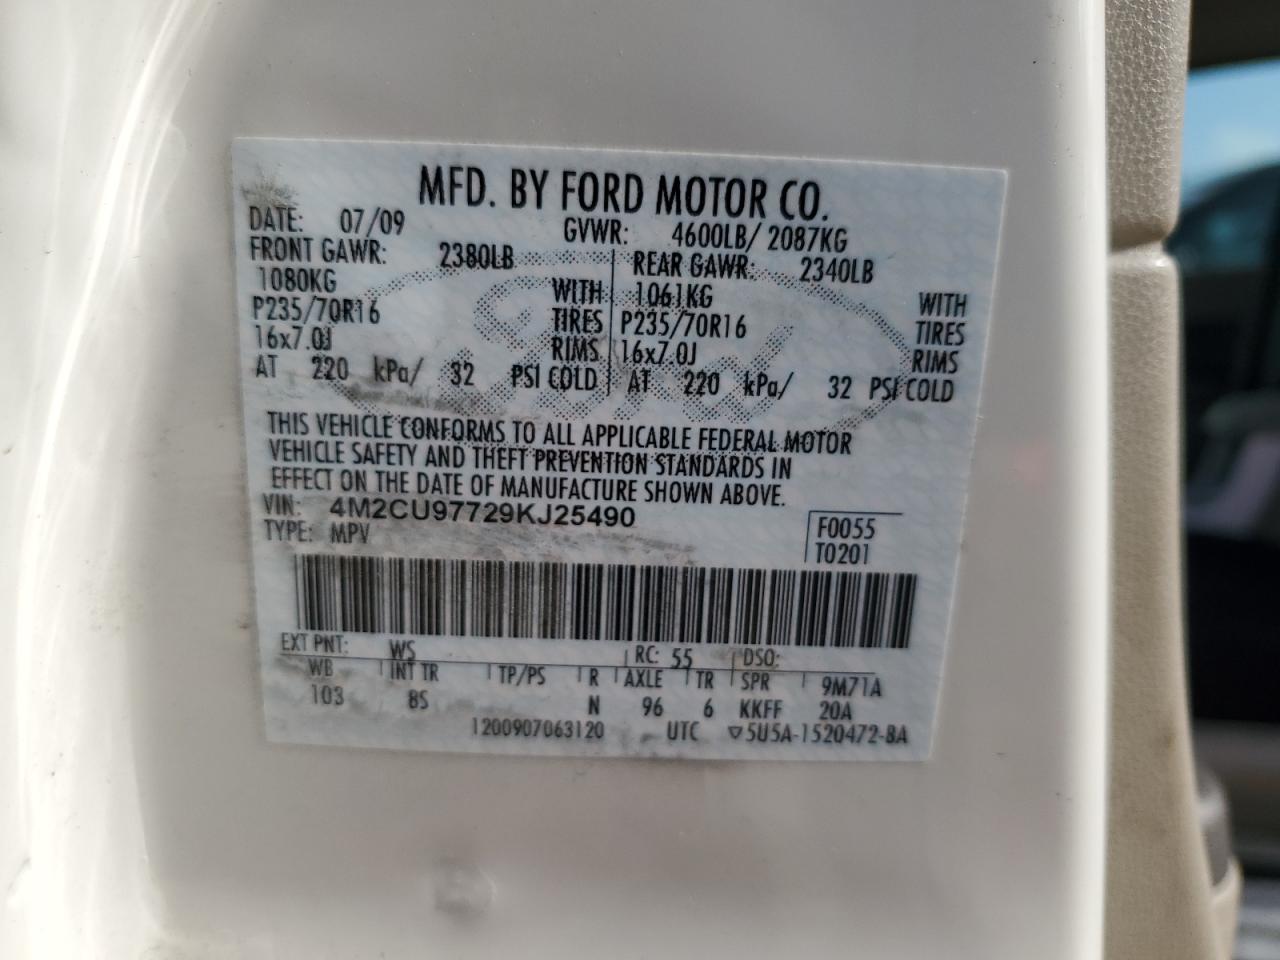 MFD. BY FORD MOTOR CO.
DATE: 07/09 GVWR: 4600LB/ 2087KG
FRONT GAWR: 2380LB REAR GAWR: 2340LB
1080KG WITH 1061KG WITH
P235/70R16 TIRES P235/70R16 TIRES
16x7.0J RIMS 16x7.0J RIMS
AT 220 kPa/ 32 PSI COLD AT 220 kPa/ 32 PSI COLD
THIS VEHICLE CONFORMS TO ALL APPLICABLE FEDERAL MOTOR
VEHICLE SAFETY AND THEFT PREVENTION STANDARDS IN
EFFECT ON THE DATE OF MANUFACTURE SHOWN ABOVE.
VIN: 4M2CU97729KJ25490 F0055
TYPE: MPV T0201
EXT PNT: WS RC: 55 DSO:
WB INT TR TP/PS R AXLE TR SPR 9M71A
103 8S N 96 6 KKFF 20A
1200907063120 UTC ▽5U5A-1520472-BA